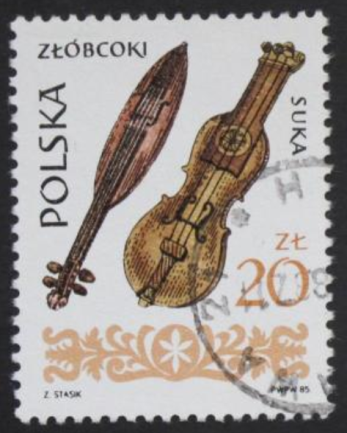 ZŁÓBCOKI
POLSKA
SUKA
ZŁ
20
Z. STASIK
PWPW 85